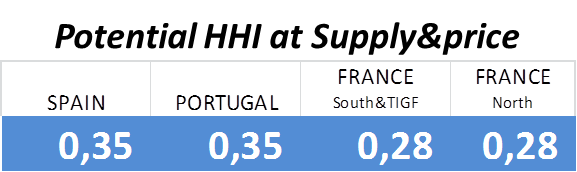 Potential HHI at Supply&price
SPAIN PORTUGAL FRANCE South&TIGF FRANCE North
0,35 0,35 0,28 0,28